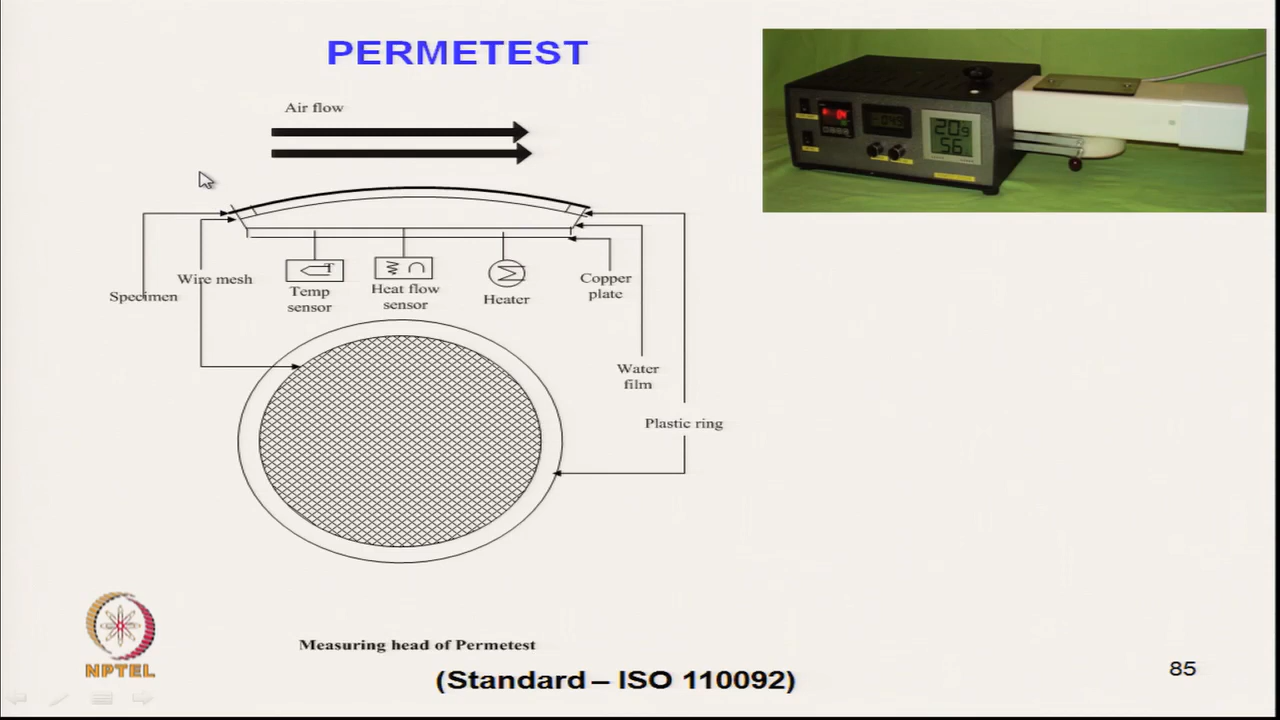 PERMETEST
Air flow
Specimen
Wire mesh
T
Temp
sensor
Heat flow
sensor
Heater
Copper
plate
Water
film
Plastic ring
Measuring head of Permetest
(Standard – ISO 110092)
NPTEL
85